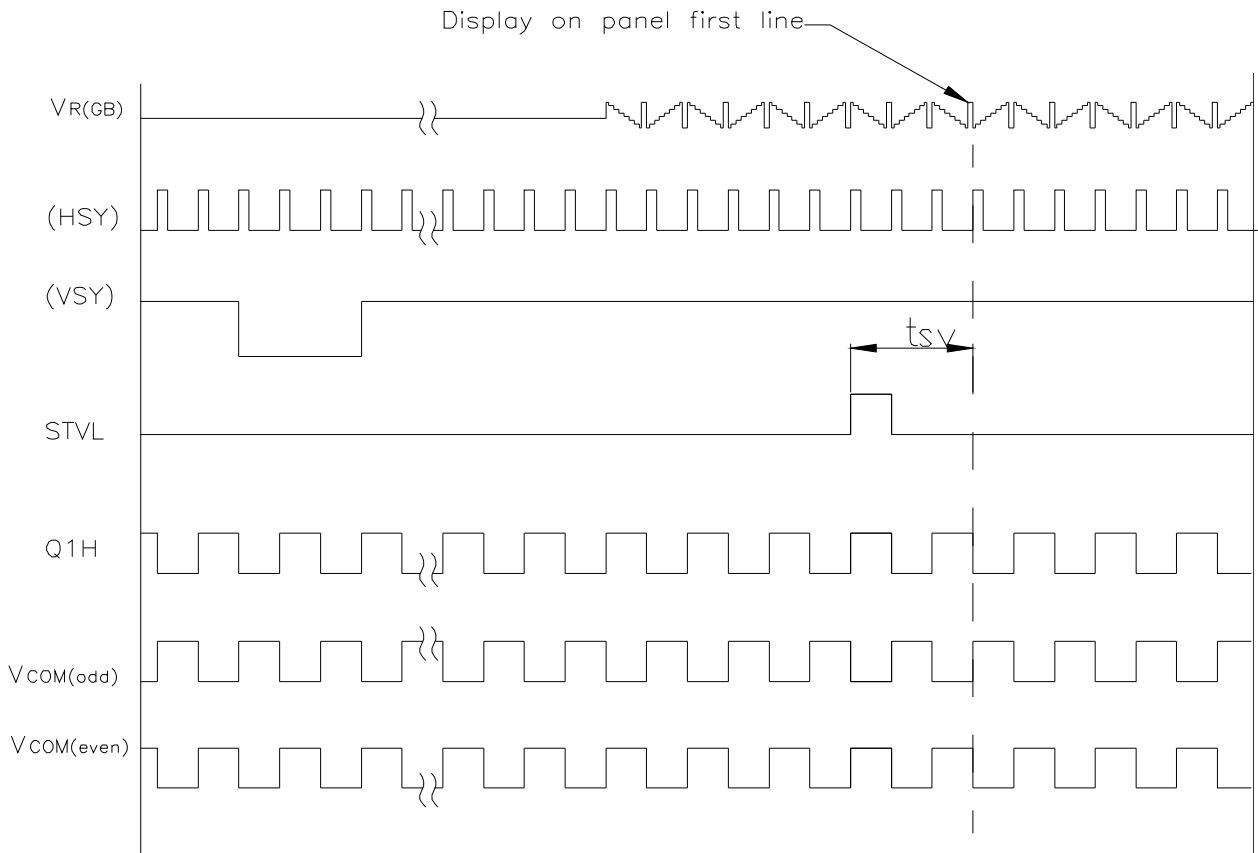 Display on panel first line
VR(GB)
(HSY)
(VSY)
tsv
STVL
Q1H
VCOM(odd)
VCOM(even)